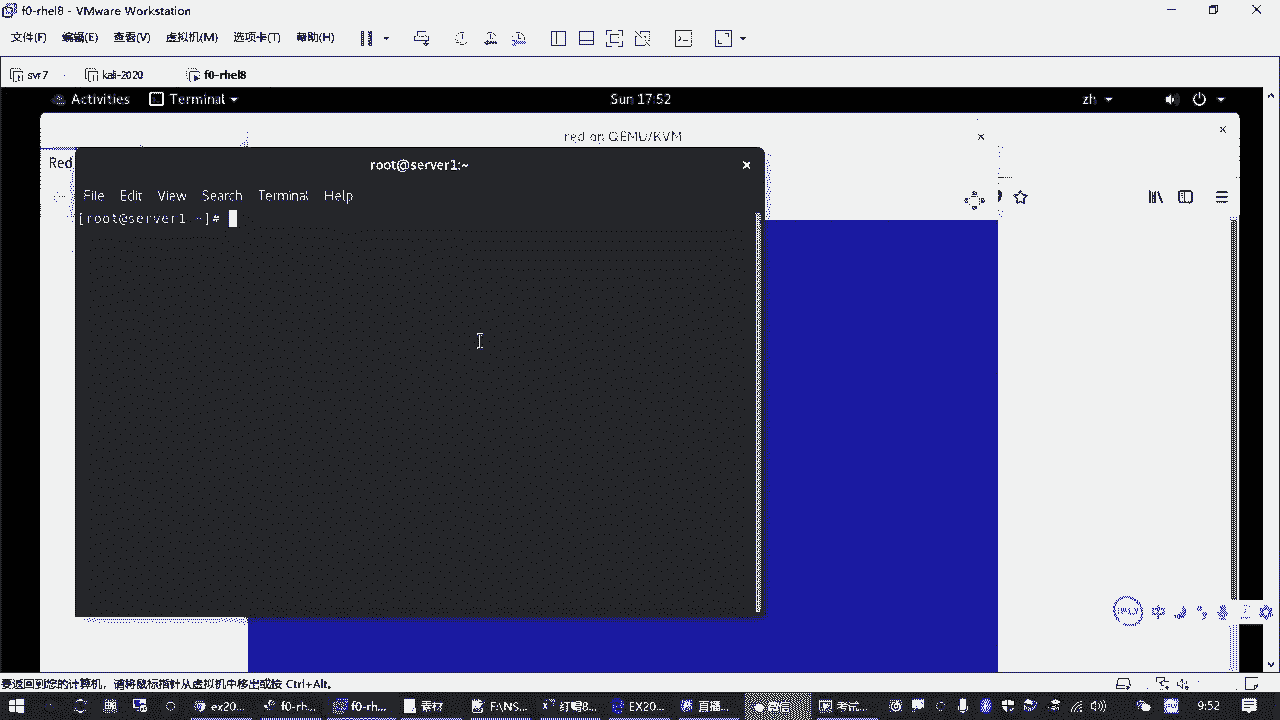 f0-rhel8 - VMware Workstation
文件(F) 编辑(E) 查看(V) 虚拟机(M) 选项卡(T) 帮助(H)
svr7 kali-2020 f0-rhel8
Activities Terminal Sun 17:52 zh
red on QEMU/KVM
Red
root@server1:~
File Edit View Search Terminal Help
[root@server1 ~]#
要返回到您的计算机，请将鼠标指针从虚拟机中移出或按 Ctrl+Alt。
ex20... f0-rh... f0-rh... 素材 F:\NS... 红帽8... EX20... 直播... 微信 考试... 9:52